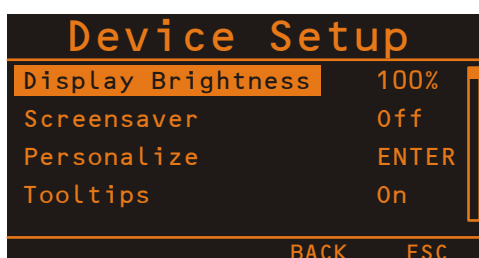 Device Setup
Display Brightness 100%
Screensaver Off
Personalize ENTER
Tooltips On
BACK ESC